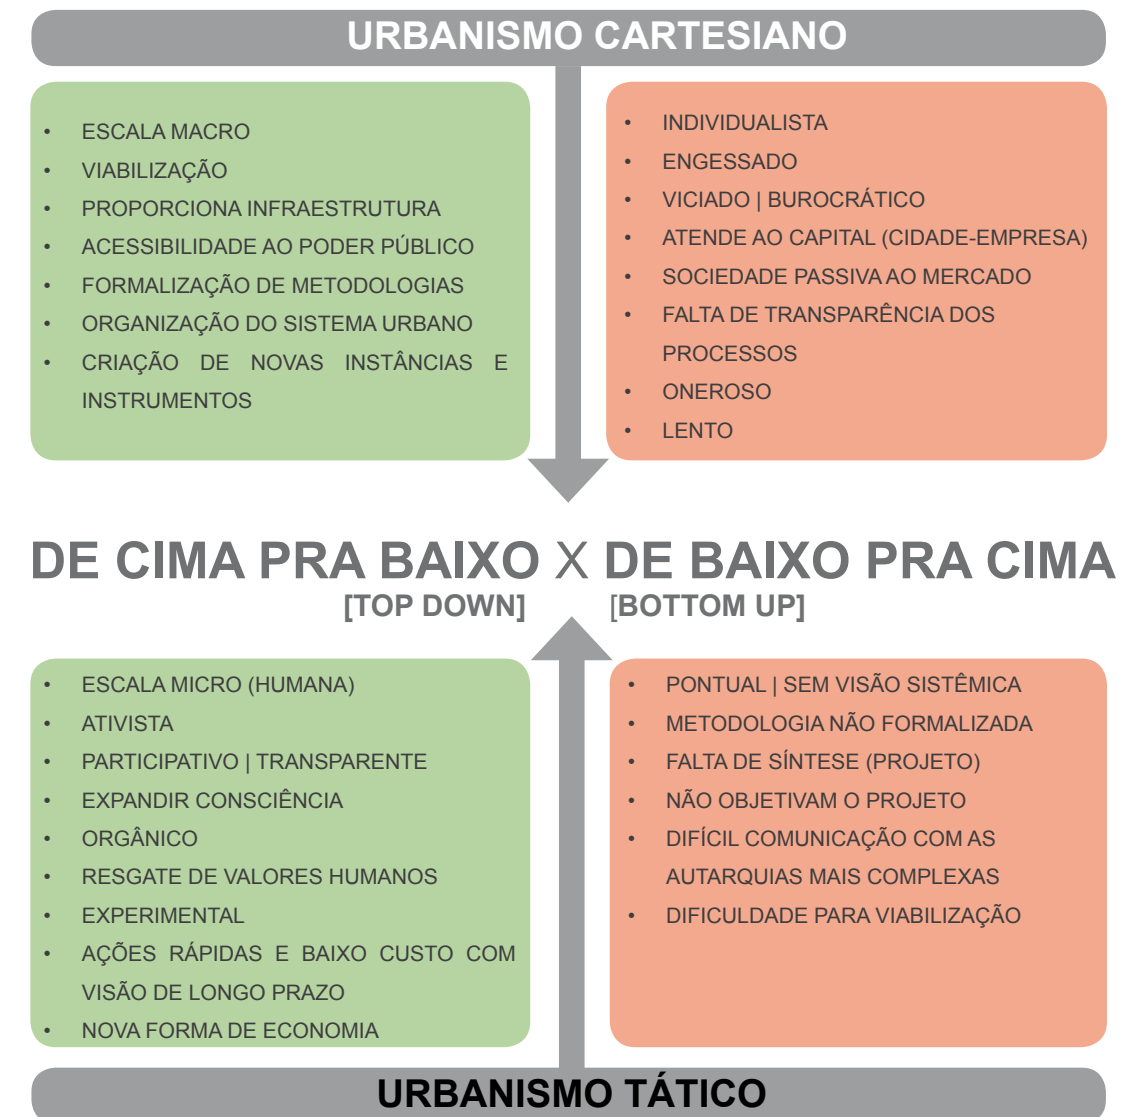 URBANISMO CARTESIANO
• ESCALA MACRO
• VIABILIZAÇÃO
• PROPORCIONA INFRAESTRUTURA
• ACESSIBILIDADE AO PODER PÚBLICO
• FORMALIZAÇÃO DE METODOLOGIAS
• ORGANIZAÇÃO DO SISTEMA URBANO
• CRIAÇÃO DE NOVAS INSTÂNCIAS E
INSTRUMENTOS
• INDIVIDUALISTA
• ENGESSADO
• VICIADO | BUROCRÁTICO
• ATENDE AO CAPITAL (CIDADE-EMPRESA)
• SOCIEDADE PASSIVA AO MERCADO
• FALTA DE TRANSPARÊNCIA DOS
PROCESSOS
• ONEROSO
• LENTO
DE CIMA PRA BAIXO X DE BAIXO PRA CIMA
[TOP DOWN] [BOTTOM UP]
• ESCALA MICRO (HUMANA)
• ATIVISTA
• PARTICIPATIVO | TRANSPARENTE
• EXPANDIR CONSCIÊNCIA
• ORGÂNICO
• RESGATE DE VALORES HUMANOS
• EXPERIMENTAL
• AÇÕES RÁPIDAS E BAIXO CUSTO COM
VISÃO DE LONGO PRAZO
• NOVA FORMA DE ECONOMIA
• PONTUAL | SEM VISÃO SISTÊMICA
• METODOLOGIA NÃO FORMALIZADA
• FALTA DE SÍNTESE (PROJETO)
• NÃO OBJETIVAM O PROJETO
• DIFÍCIL COMUNICAÇÃO COM AS
AUTARQUIAS MAIS COMPLEXAS
• DIFICULDADE PARA VIABILIZAÇÃO
URBANISMO TÁTICO